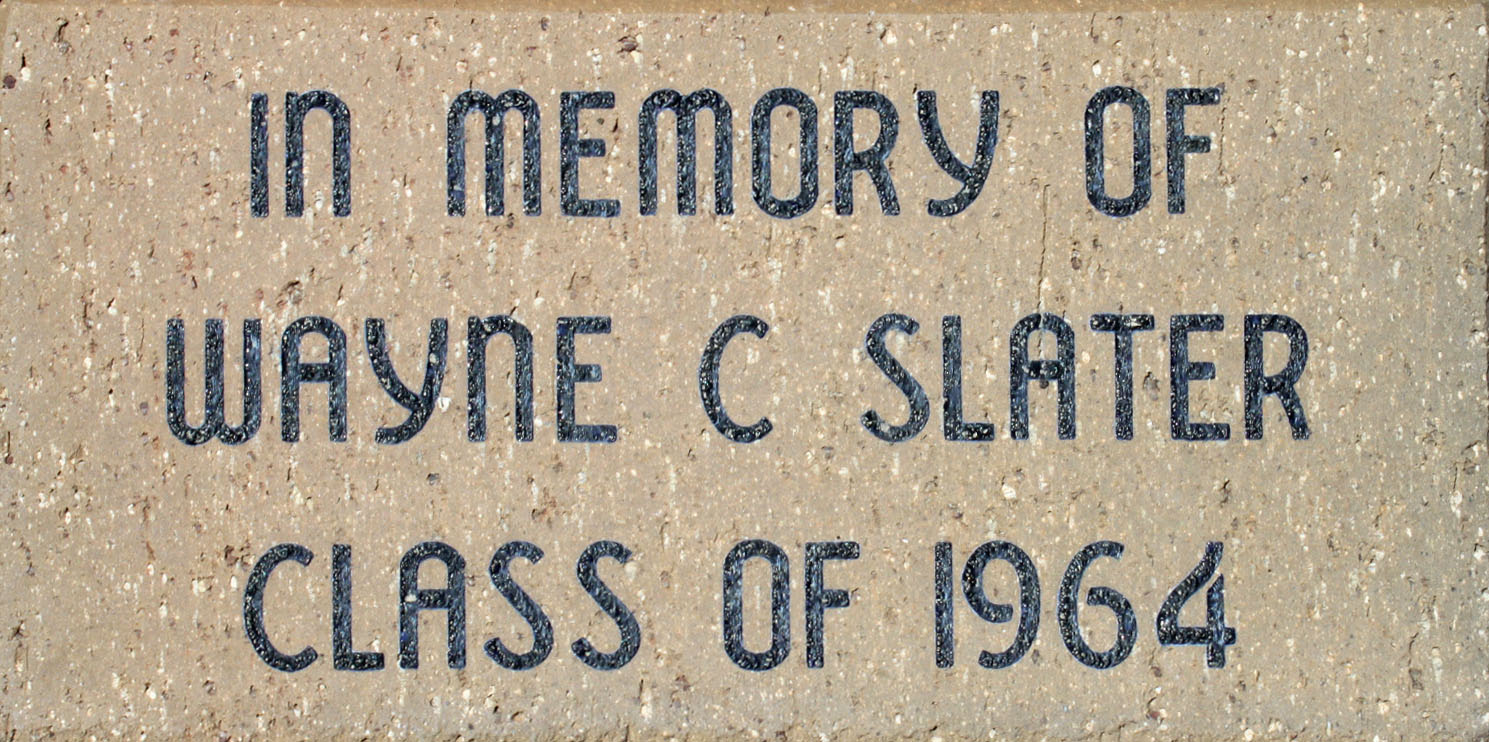 IN MEMORY OF
WAYNE C SLATER
CLASS OF 1964